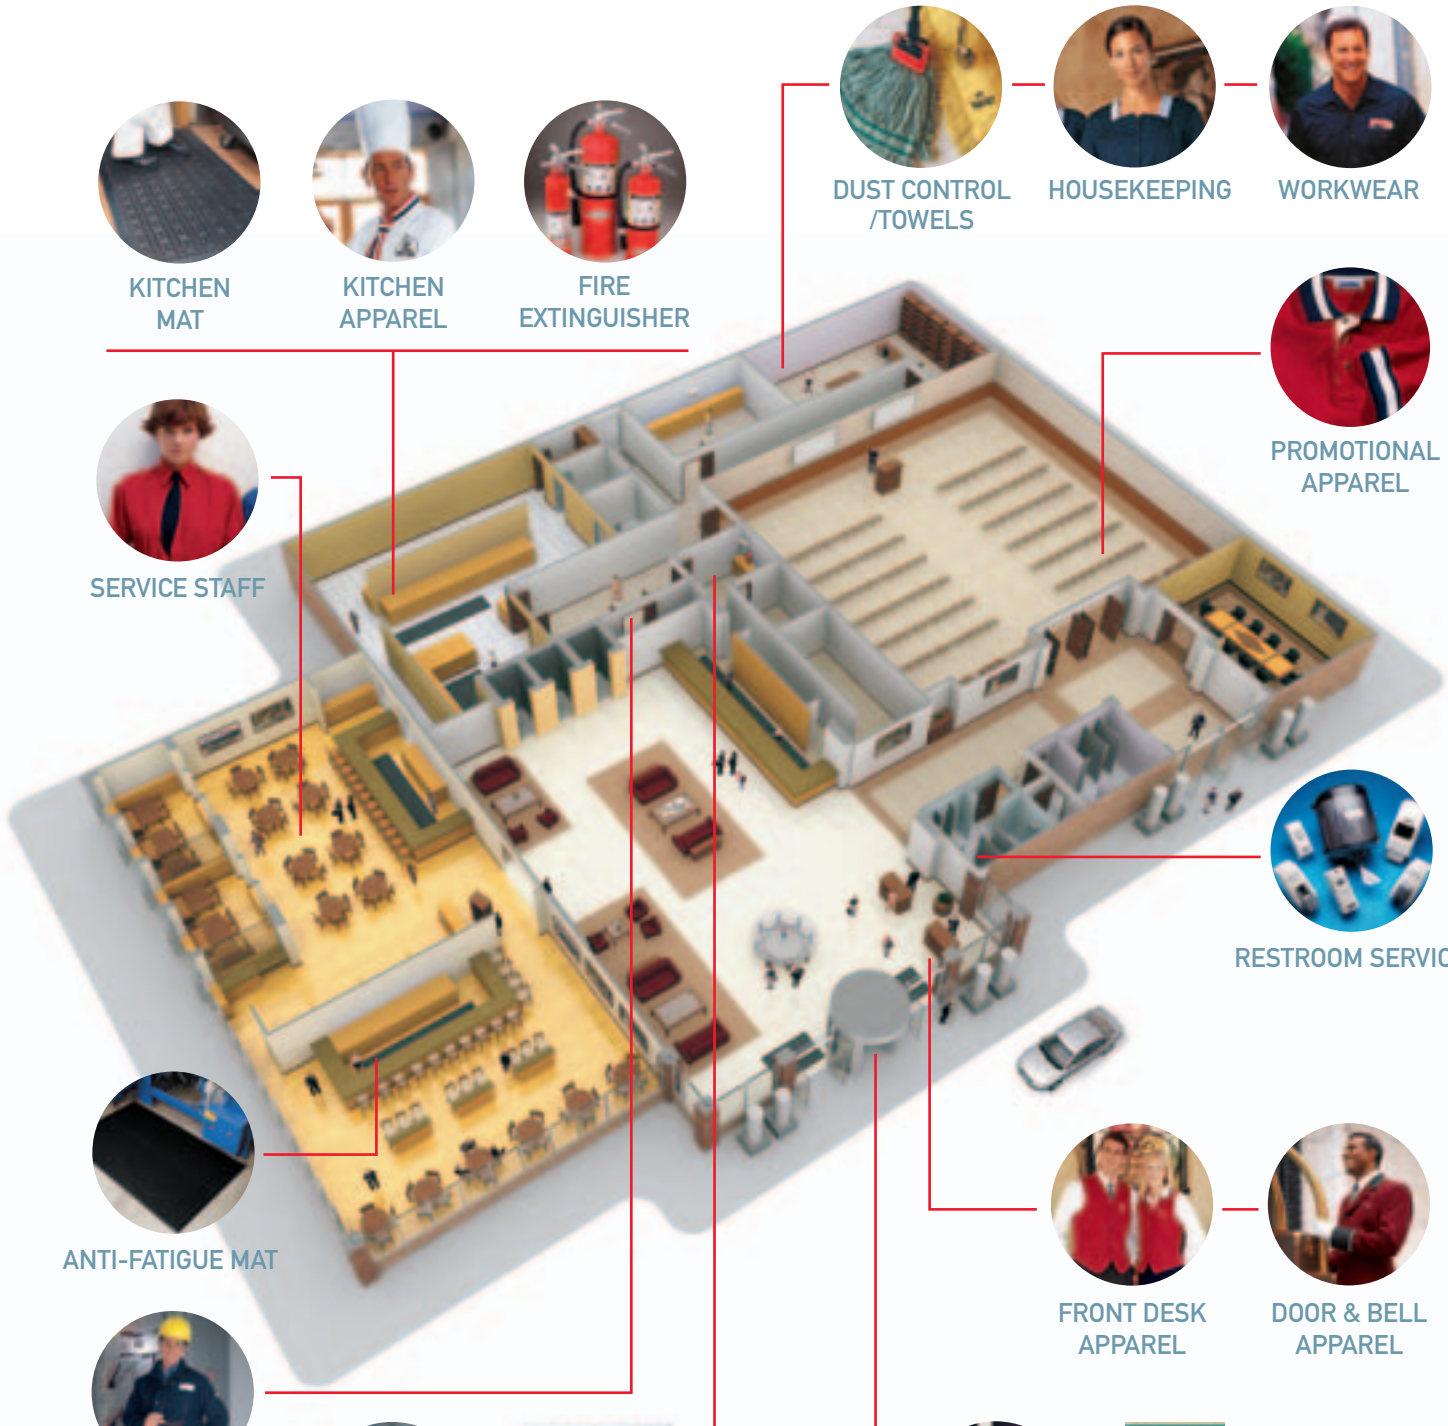 DUST CONTROL
/TOWELS
HOUSEKEEPING
WORKWEAR
KITCHEN
MAT
KITCHEN
APPAREL
FIRE
EXTINGUISHER
PROMOTIONAL
APPAREL
SERVICE STAFF
RESTROOM SERVIC
ANTI-FATIGUE MAT
FRONT DESK
APPAREL
DOOR & BELL
APPAREL